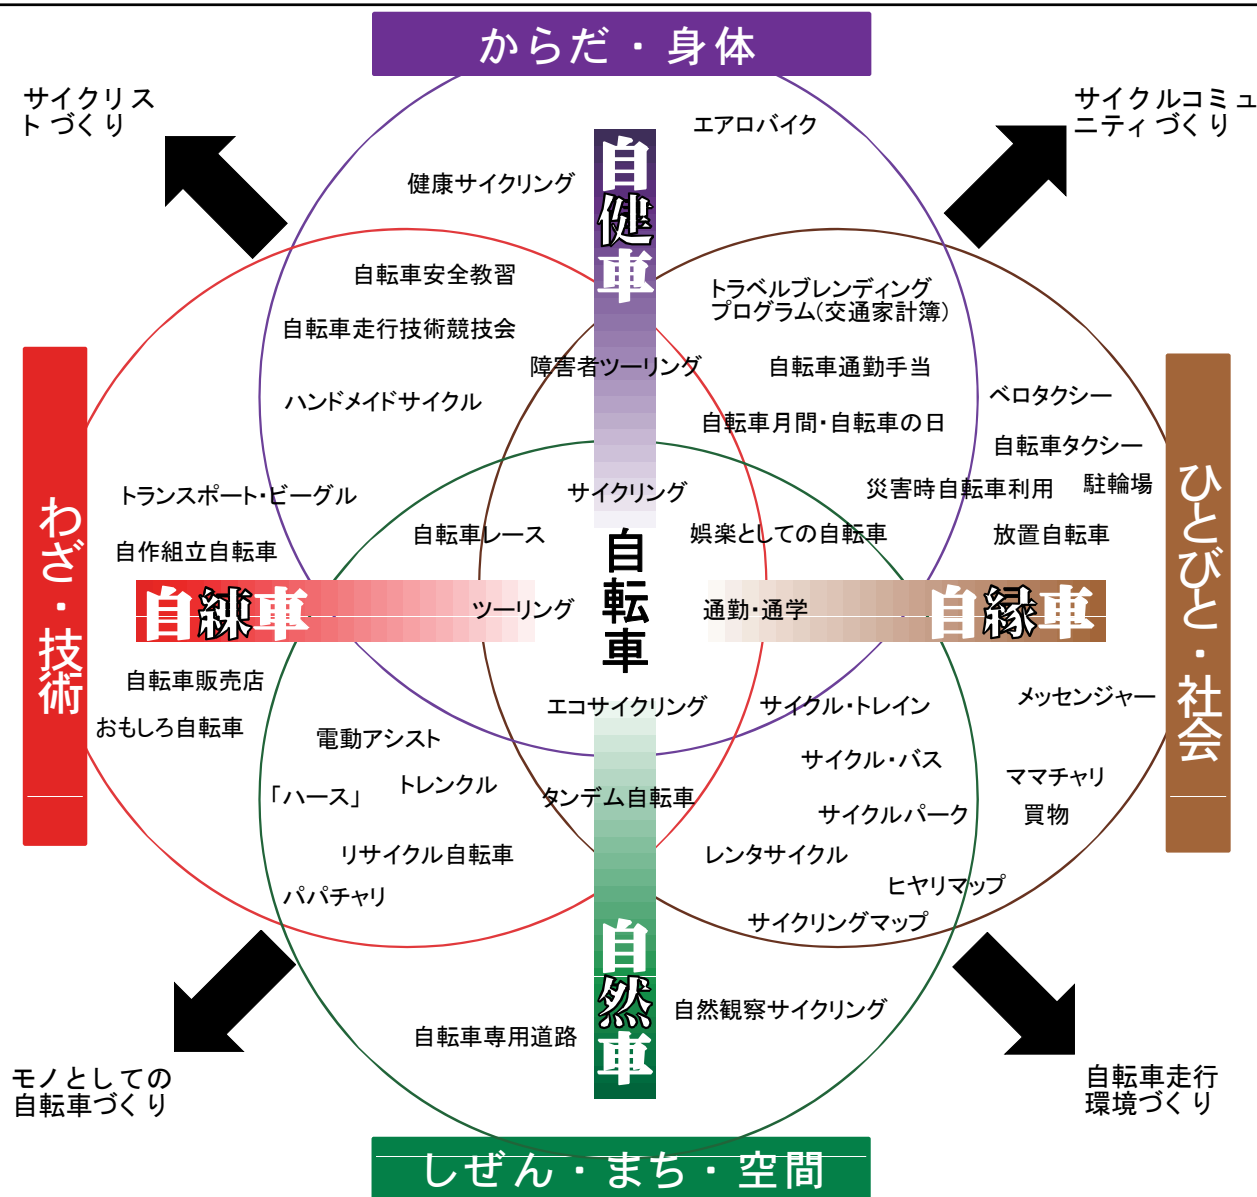 からだ・身体
サイクリス
トづくり
サイクルコミュ
ニティづくり
エアロバイク
健康サイクリング
自健車
自転車安全教習
トラベルブレンディング
プログラム(交通家計簿)
自転車走行技術競技会
障害者ツーリング
自転車通勤手当
ハンドメイドサイクル
ベロタクシー
自転車月間・自転車の日
自転車タクシー
トランスポート・ビーグル
サイクリング
災害時自転車利用
駐輪場
自転車レース
娯楽としての自転車
放置自転車
自作組立自転車
わざ・技術
自練車
ツーリング
自転車
通勤・通学
自縁車
ひとびと・社会
自転車販売店
エコサイクリング
サイクル・トレイン
メッセンジャー
おもしろ自転車
電動アシスト
サイクル・バス
「ハース」
トレンクル
タンデム自転車
ママチャリ
サイクルパーク
買物
リサイクル自転車
レンタサイクル
パパチャリ
ヒヤリマップ
サイクリングマップ
自然車
自然観察サイクリング
自転車専用道路
モノとしての
自転車づくり
自転車走行
環境づくり
しぜん・まち・空間